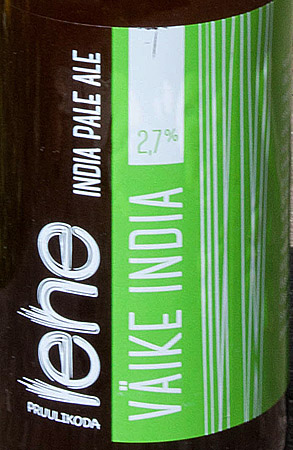 lehe
PRUULIKODA
INDIA PALE ALE
VÄIKE INDIA
2,7%